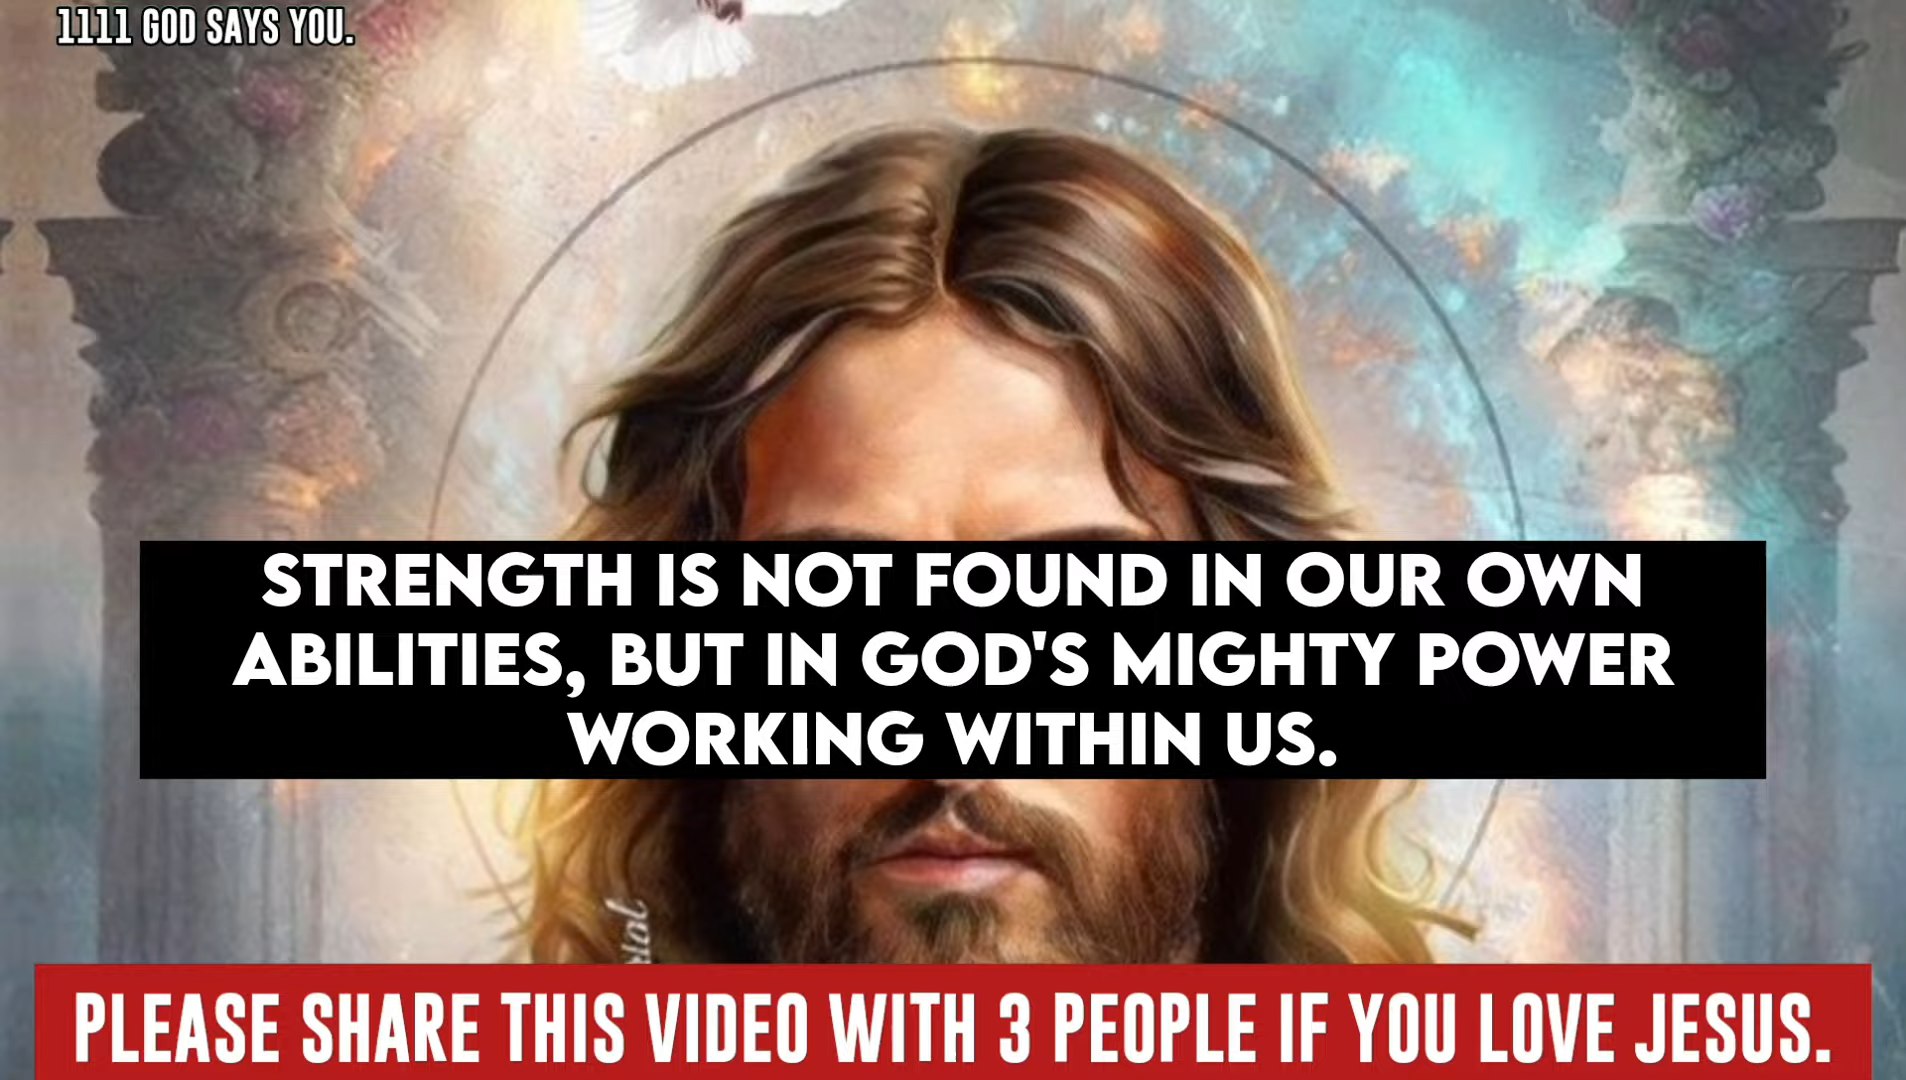 1111 GOD SAYS YOU.
STRENGTH IS NOT FOUND IN OUR OWN
ABILITIES, BUT IN GOD'S MIGHTY POWER
WORKING WITHIN US.
PLEASE SHARE THIS VIDEO WITH 3 PEOPLE IF YOU LOVE JESUS.